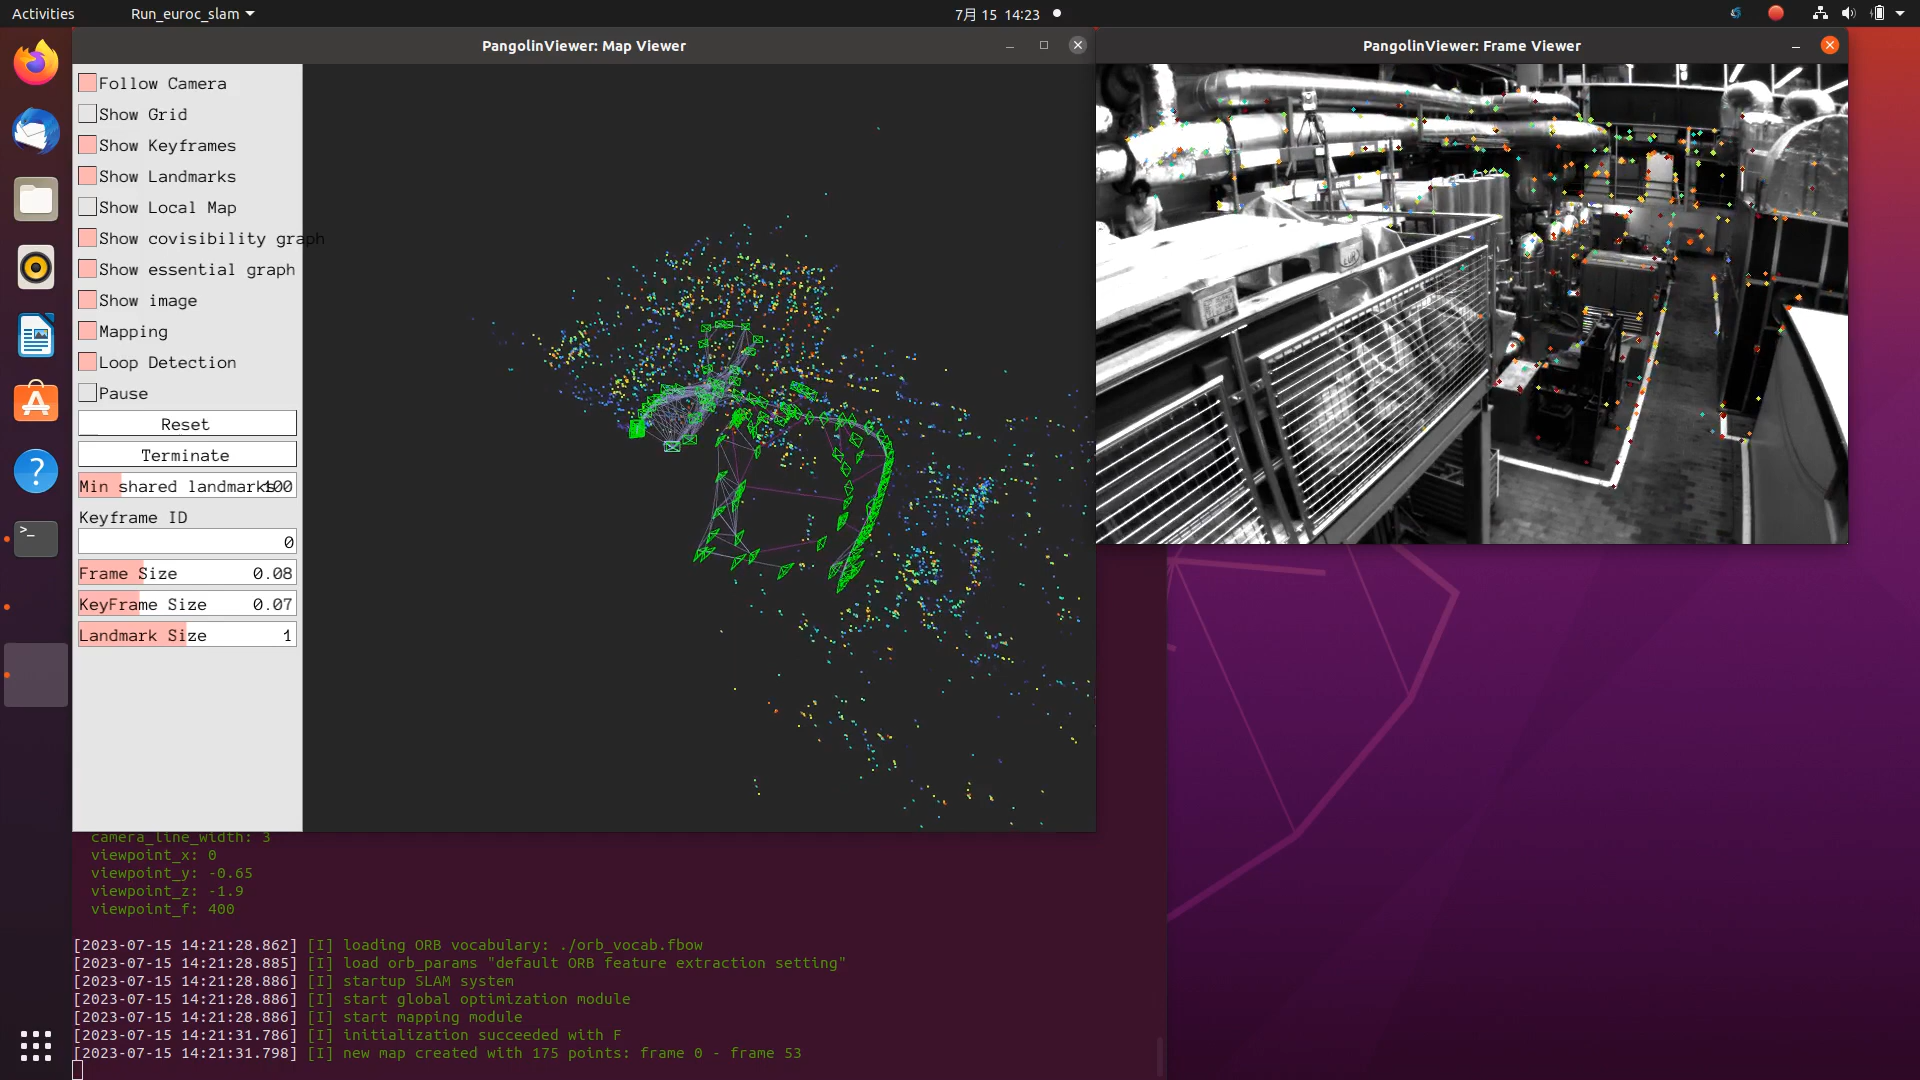 Activities
Run_euroc_slam
7月 15 14:23
PangolinViewer: Map Viewer
PangolinViewer: Frame Viewer
Follow Camera
Show Grid
Show Keyframes
Show Landmarks
Show Local Map
Show covisibility graph
Show essential graph
Show image
Mapping
Loop Detection
Pause
Reset
Terminate
Min shared landmarks 100
Keyframe ID
0
Frame Size 0.08
KeyFrame Size 0.07
Landmark Size 1
camera_line_width: 3
viewpoint_x: 0
viewpoint_y: -0.65
viewpoint_z: -1.9
viewpoint_f: 400
[2023-07-15 14:21:28.862] [I] loading ORB vocabulary: ./orb_vocab.fbow
[2023-07-15 14:21:28.885] [I] load orb_params "default ORB feature extraction setting"
[2023-07-15 14:21:28.886] [I] startup SLAM system
[2023-07-15 14:21:28.886] [I] start global optimization module
[2023-07-15 14:21:28.886] [I] start mapping module
[2023-07-15 14:21:31.786] [I] initialization succeeded with F
[2023-07-15 14:21:31.798] [I] new map created with 175 points: frame 0 - frame 53